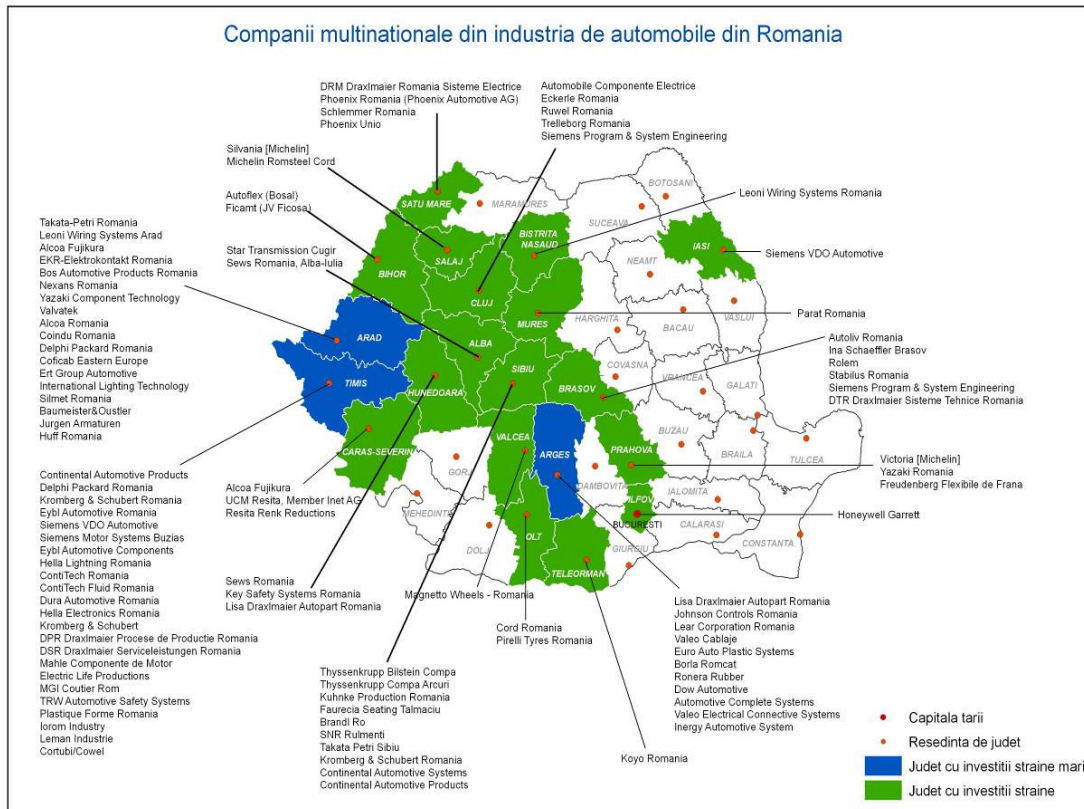 Companii multinationale din industria de automobile din Romania
DRM Draxlmaier Romania Sisteme Electrice
Phoenix Romania (Phoenix Automotive AG)
Schlemmer Romania
Phoenix Unio
Automobile Componente Electrice
Eckerle Romania
Ruwel Romania
Trelleborg Romania
Siemens Program & System Engineering
Silvania [Michelin]
Michelin Romsteel Cord
Autoflex (Bosal)
Ficamt (JV Ficosa)
Star Transmission Cugir
Sews Romania, Alba-Iulia
Leoni Wiring Systems Romania
Siemens VDO Automotive
Parat Romania
Autoliv Romania
Ina Schaeffler Brasov
Rolem
Stabilus Romania
Siemens Program & System Engineering
DTR Draxlmaier Sisteme Tehnice Romania
Takata-Petri Romania
Leoni Wiring Systems Arad
Alcoa Fujikura
EKR-Elektrokontakt Romania
Bos Automotive Products Romania
Nexans Romania
Yazaki Component Technology
Valvatek
Alcoa Romania
Coindu Romania
Delphi Packard Romania
Coficab Eastern Europe
Ert Group Automotive
International Lighting Technology
Silmet Romania
Baumeister&Oustler
Jurgen Armaturen
Huff Romania
SATU MARE
MARAMURES
BOTOSANI
SUCEAVA
BISTRITA
NASAUD
IASI
SALAJ
BIHOR
NEAMT
CLUJ
MURES
HARGHITA
BACAU
VASLUI
ARAD
ALBA
TIMIS
HUNEDOARA
SIBIU
BRASOV
COVASNA
VRANCEA
GALATI
CARAS-SEVERIN
VALCEA
ARGES
PRAHOVA
BUZAU
BRAILA
TULCEA
GORJ
DAMBOVITA
ILFOV
IALOMITA
MEHEDINTI
BUCURESTI
CALARASI
CONSTANTA
DOLJ
OLT
GIURGIU
TELEORMAN
Victoria [Michelin]
Yazaki Romania
Freudenberg Flexibile de Frana
Honeywell Garrett
Continental Automotive Products
Delphi Packard Romania
Kromberg & Schubert Romania
Eybl Automotive Romania
Siemens VDO Automotive
Siemens Motor Systems Buzias
Eybl Automotive Components
Hella Lightning Romania
ContiTech Romania
ContiTech Fluid Romania
Dura Automotive Romania
Hella Electronics Romania
Kromberg & Schubert
DPR Draxlmaier Procese de Productie Romania
DSR Draxlmaier Serviceleistungen Romania
Mahle Componente de Motor
Electric Life Productions
MGI Coutier Rom
TRW Automotive Safety Systems
Plastique Forme Romania
Iorom Industry
Leman Industrie
Cortubi/Cowel
Alcoa Fujikura
UCM Resita, Member Inet AG
Resita Renk Reductions
Sews Romania
Key Safety Systems Romania
Lisa Draxlmaier Autopart Romania
Magnetto Wheels - Romania
Cord Romania
Pirelli Tyres Romania
Thyssenkrupp Bilstein Compa
Thyssenkrupp Compa Arcuri
Kuhnke Production Romania
Faurecia Seating Talmaciu
Brandl Ro
SNR Rulmenti
Takata Petri Sibiu
Kromberg & Schubert Romania
Continental Automotive Systems
Continental Automotive Products
Koyo Romania
Lisa Draxlmaier Autopart Romania
Johnson Controls Romania
Lear Corporation Romania
Valeo Cablaje
Euro Auto Plastic Systems
Borla Romcat
Ronera Rubber
Dow Automotive
Automotive Complete Systems
Valeo Electrical Connective Systems
Inergy Automotive System
Capitala tarii
Resedinta de judet
Judet cu investitii straine mari
Judet cu investitii straine